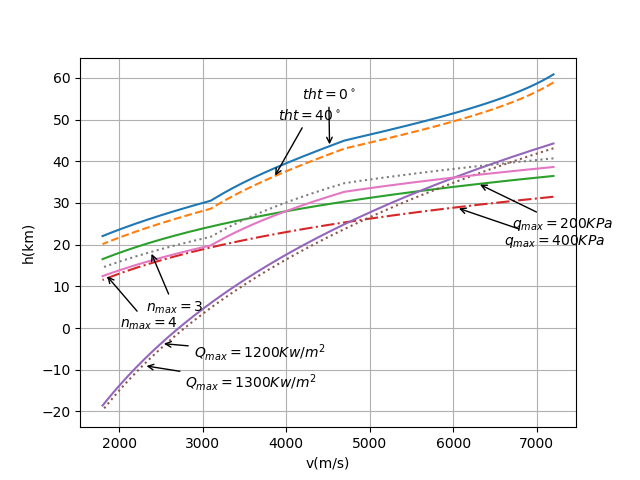 60
50
40
30
20
10
0
−10
−20
h(km)
tht = 0°
tht = 40°
q_max = 200KPa
q_max = 400KPa
n_max = 3
n_max = 4
Q_max = 1200Kw/m²
Q_max = 1300Kw/m²
2000 3000 4000 5000 6000 7000
v(m/s)